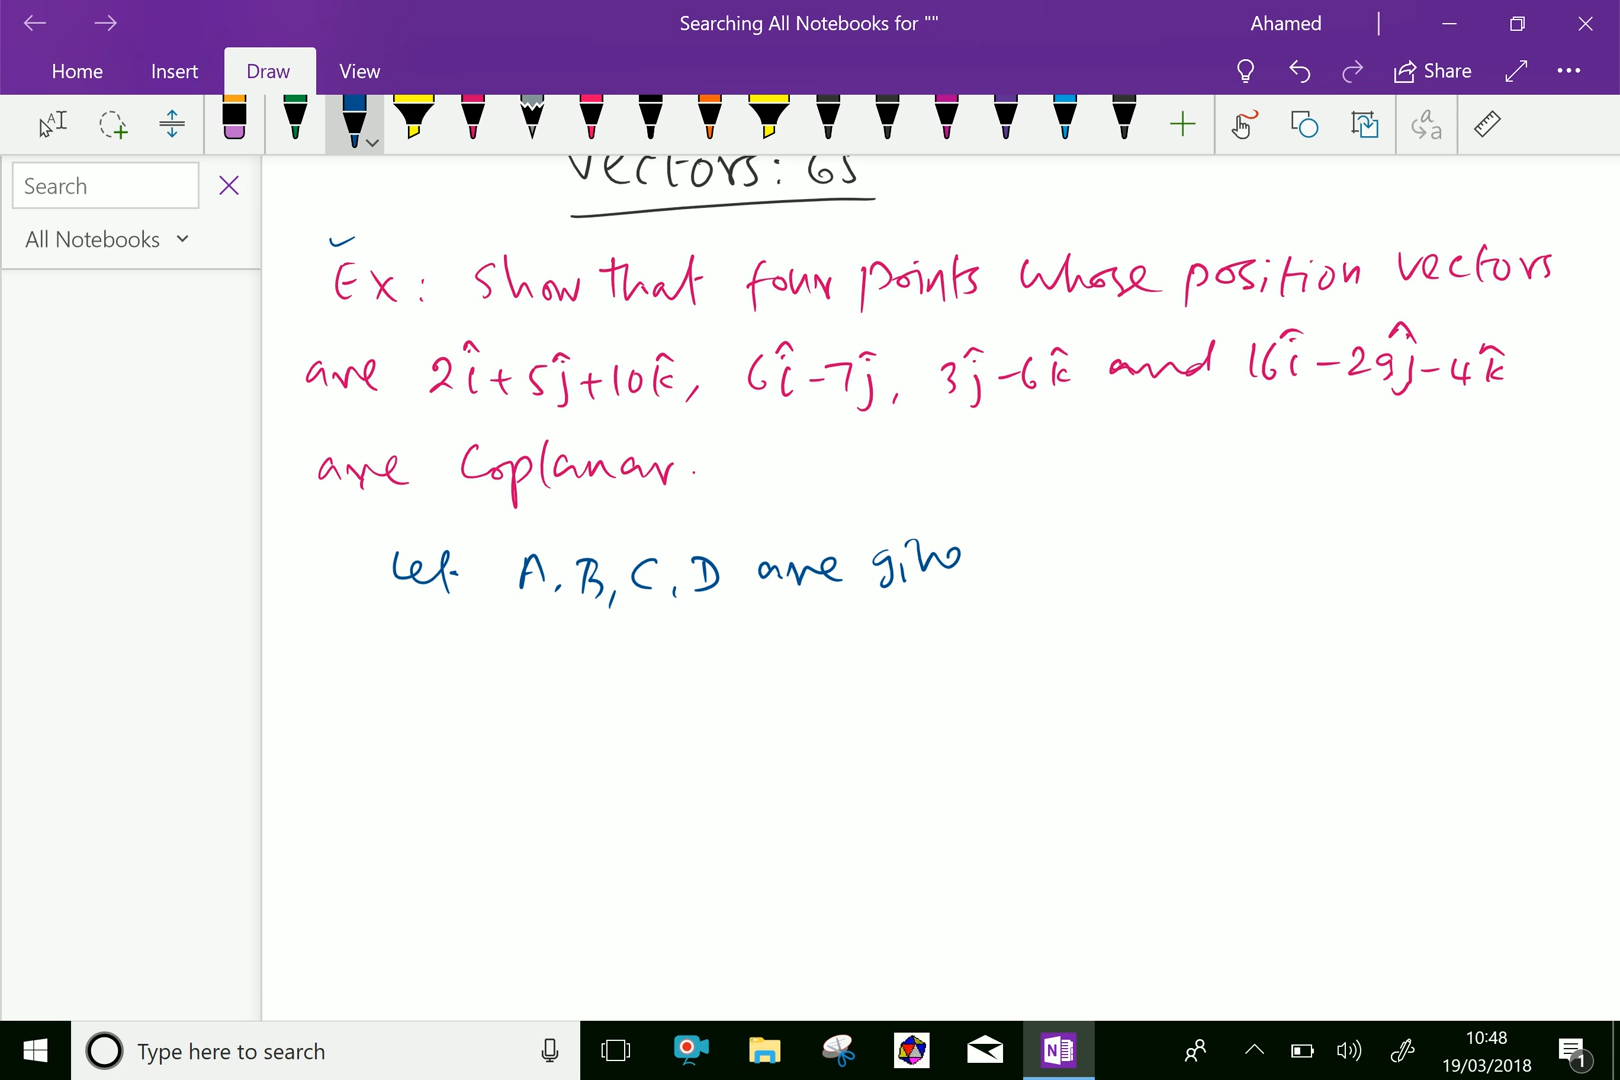 Searching All Notebooks for ""
Ahamed
Home Insert Draw View
Share
Search
All Notebooks
Vectors: 65
Ex: Show that four points whose position vectors
are 2î+5ĵ+10k̂, 6î-7ĵ, 3ĵ-6k̂ and 16î-29ĵ-4k̂
are Coplanar.
Let A, B, C, D are
Type here to search
10:48
19/03/2018
1